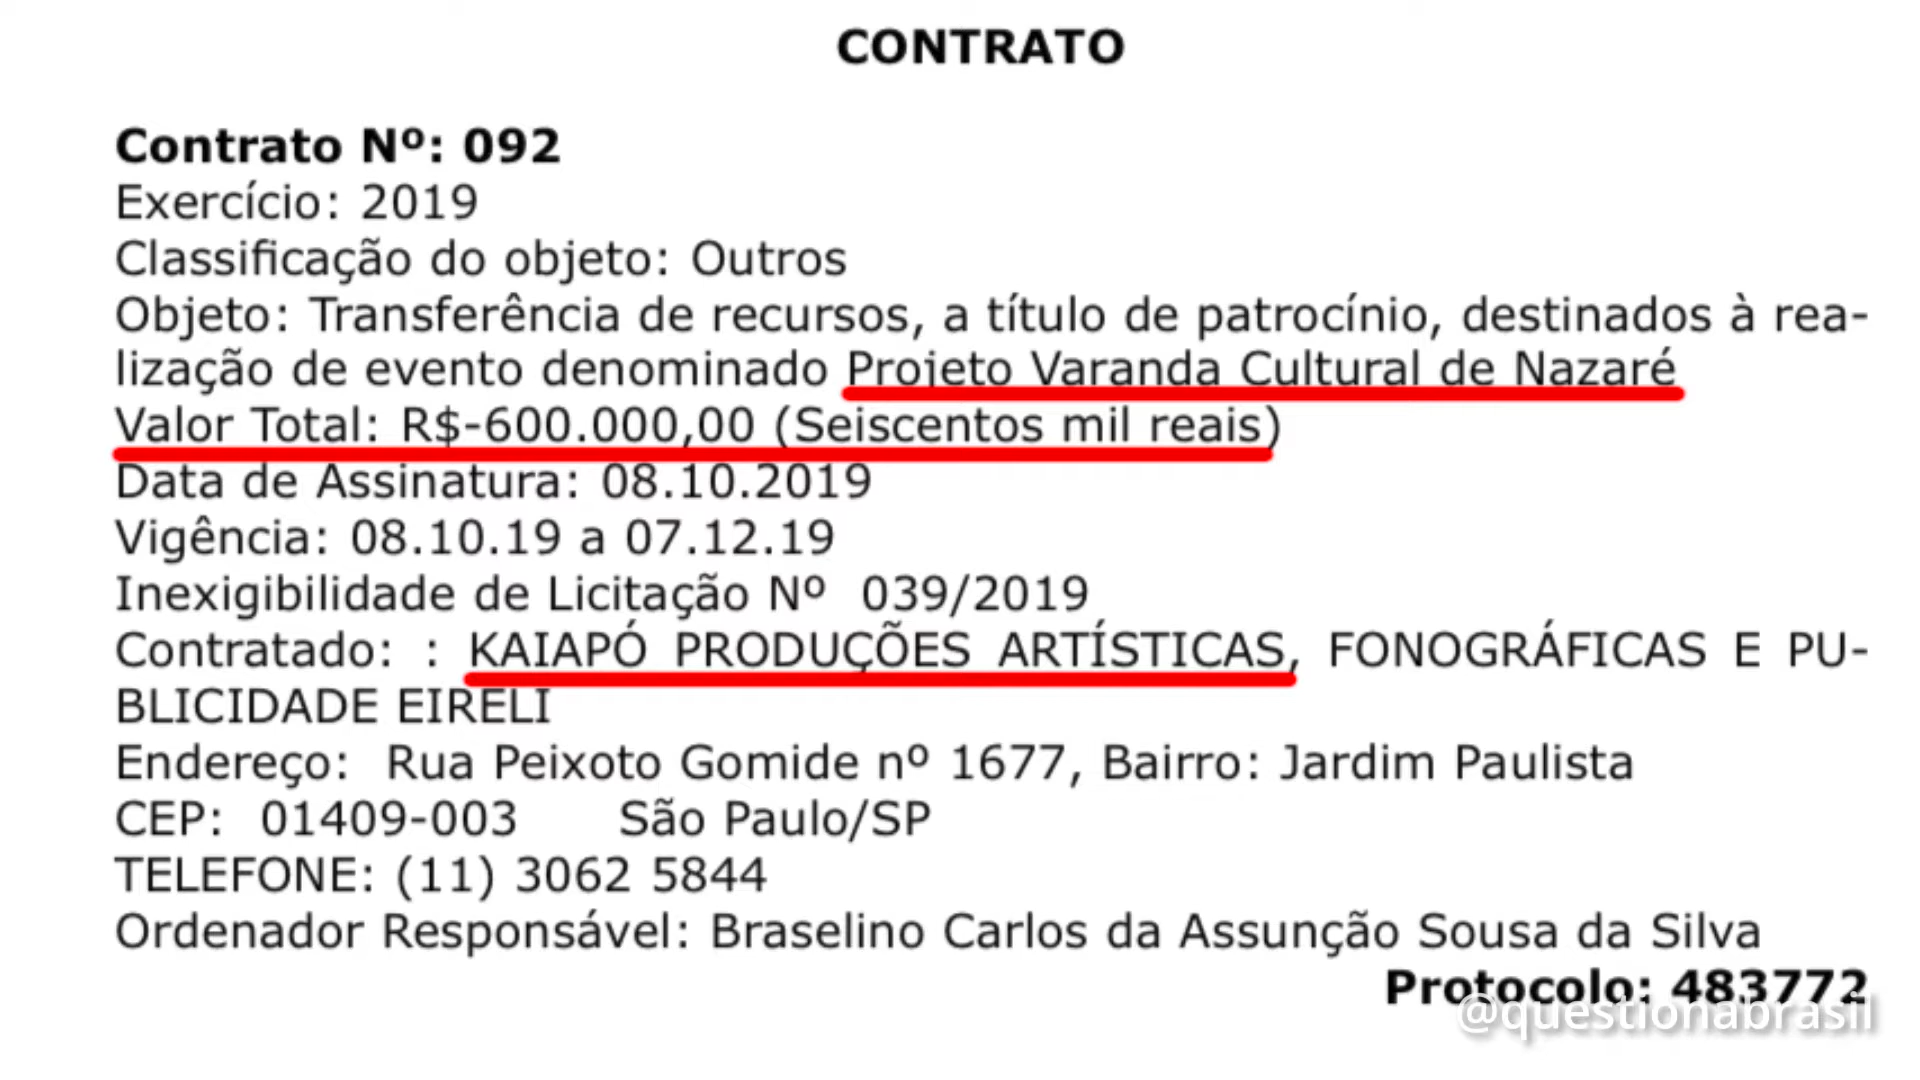 CONTRATO
Contrato Nº: 092
Exercício: 2019
Classificação do objeto: Outros
Objeto: Transferência de recursos, a título de patrocínio, destinados à rea-
lização de evento denominado Projeto Varanda Cultural de Nazaré
Valor Total: R$-600.000,00 (Seiscentos mil reais)
Data de Assinatura: 08.10.2019
Vigência: 08.10.19 a 07.12.19
Inexigibilidade de Licitação Nº 039/2019
Contratado: : KAIAPÓ PRODUÇÕES ARTÍSTICAS, FONOGRÁFICAS E PU-
BLICIDADE EIRELI
Endereço: Rua Peixoto Gomide nº 1677, Bairro: Jardim Paulista
CEP: 01409-003 São Paulo/SP
TELEFONE: (11) 3062 5844
Ordenador Responsável: Braselino Carlos da Assunção Sousa da Silva
Protocolo: 483772
@questionabrasil